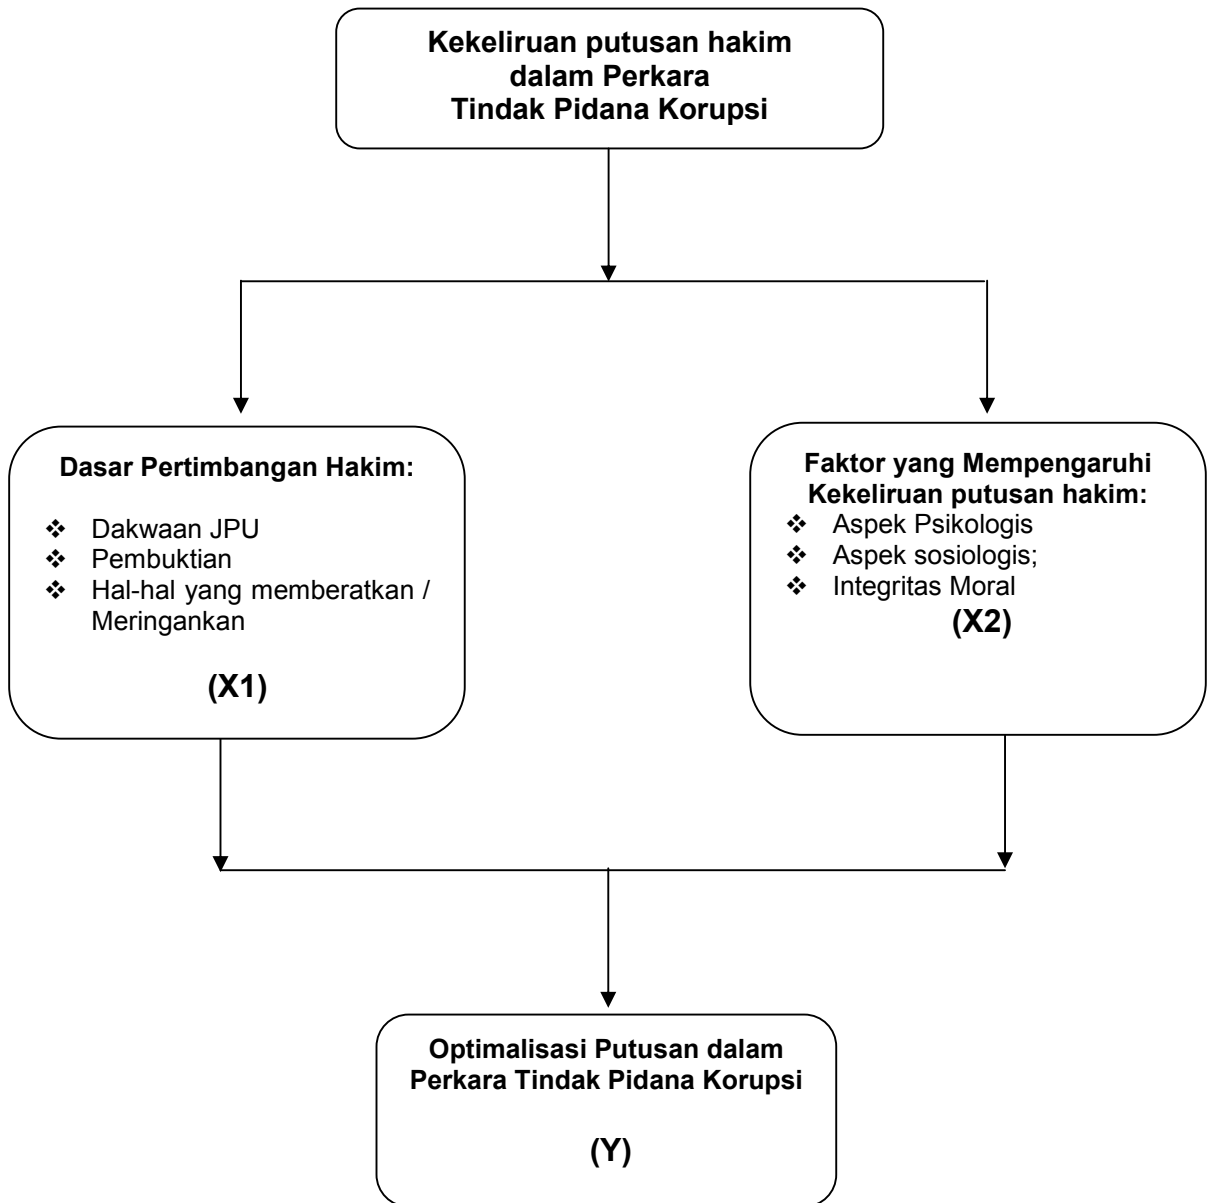 Kekeliruan putusan hakim
dalam Perkara
Tindak Pidana Korupsi
Dasar Pertimbangan Hakim:
❖ Dakwaan JPU
❖ Pembuktian
❖ Hal-hal yang memberatkan /
Meringankan
(X1)
Faktor yang Mempengaruhi
Kekeliruan putusan hakim:
❖ Aspek Psikologis
❖ Aspek sosiologis;
❖ Integritas Moral
(X2)
Optimalisasi Putusan dalam
Perkara Tindak Pidana Korupsi
(Y)